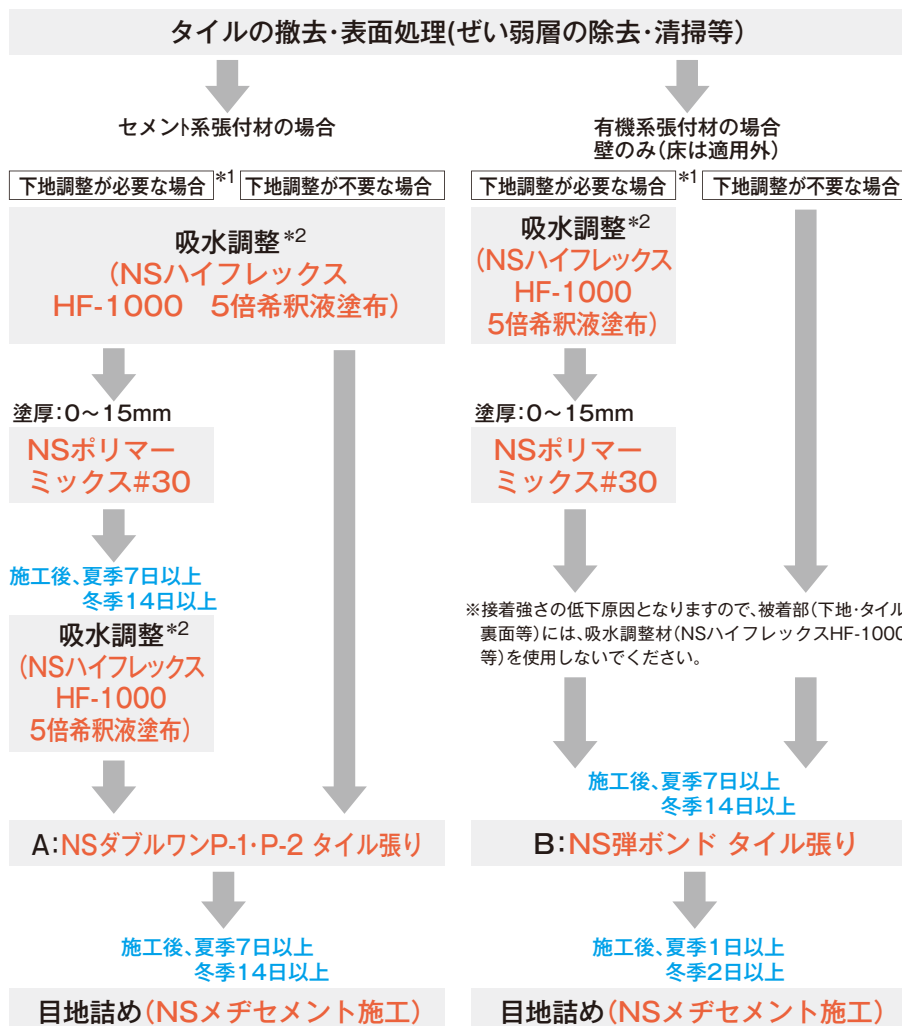 タイルの撤去・表面処理(ぜい弱層の除去・清掃等)
セメント系張付材の場合
下地調整が必要な場合 *1 下地調整が不要な場合
吸水調整*2
(NSハイフレックス
HF-1000 5倍希釈液塗布)
塗厚:0〜15mm
NSポリマー
ミックス#30
施工後、夏季7日以上
冬季14日以上
吸水調整*2
(NSハイフレックス
HF-1000
5倍希釈液塗布)
A:NSダブルワンP-1・P-2 タイル張り
施工後、夏季7日以上
冬季14日以上
目地詰め(NSメヂセメント施工)
有機系張付材の場合
壁のみ(床は適用外)
下地調整が必要な場合 *1 下地調整が不要な場合
吸水調整*2
(NSハイフレックス
HF-1000
5倍希釈液塗布)
塗厚:0〜15mm
NSポリマー
ミックス#30
※接着強さの低下原因となりますので、被着部(下地・タイル
裏面等)には、吸水調整材(NSハイフレックスHF-1000
等)を使用しないでください。
施工後、夏季7日以上
冬季14日以上
B:NS弾ボンド タイル張り
施工後、夏季1日以上
冬季2日以上
目地詰め(NSメヂセメント施工)